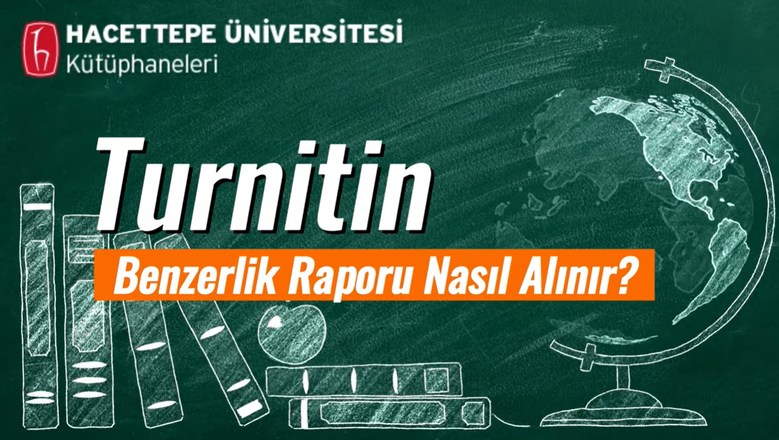 HACETTEPE ÜNİVERSİTESİ
Kütüphaneleri
Turnitin
Benzerlik Raporu Nasıl Alınır?